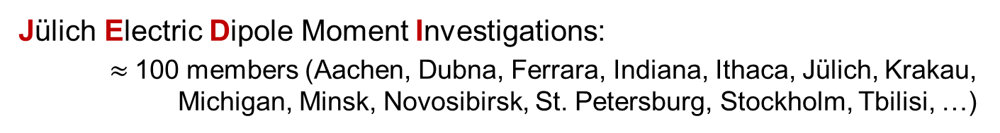 Jülich Electric Dipole Moment Investigations:
≈ 100 members (Aachen, Dubna, Ferrara, Indiana, Ithaca, Jülich, Krakau,
Michigan, Minsk, Novosibirsk, St. Petersburg, Stockholm, Tbilisi, …)